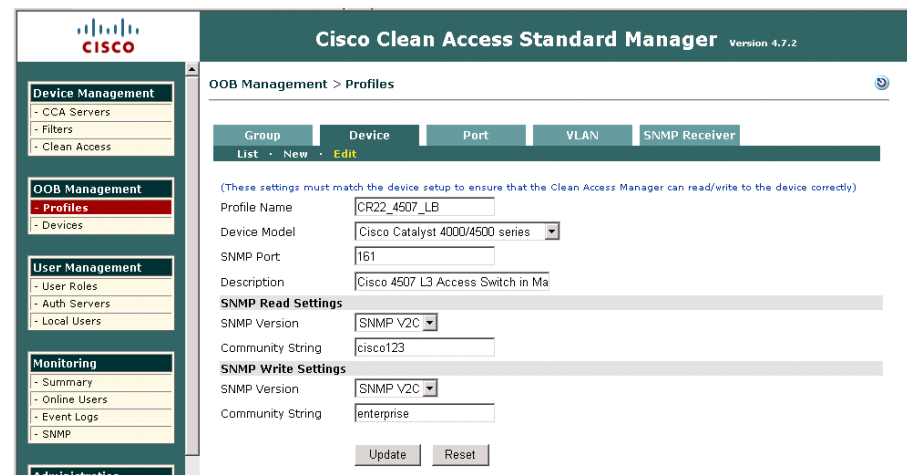 CISCO
Cisco Clean Access Standard Manager Version 4.7.2
Device Management
- CCA Servers
- Filters
- Clean Access
OOB Management
- Profiles
- Devices
User Management
- User Roles
- Auth Servers
- Local Users
Monitoring
- Summary
- Online Users
- Event Logs
- SNMP
Administration
OOB Management > Profiles
Group Device Port VLAN SNMP Receiver
List · New · Edit
(These settings must match the device setup to ensure that the Clean Access Manager can read/write to the device correctly)
Profile Name CR22_4507_LB
Device Model Cisco Catalyst 4000/4500 series
SNMP Port 161
Description Cisco 4507 L3 Access Switch in Ma
SNMP Read Settings
SNMP Version SNMP V2C
Community String cisco123
SNMP Write Settings
SNMP Version SNMP V2C
Community String enterprise
Update Reset